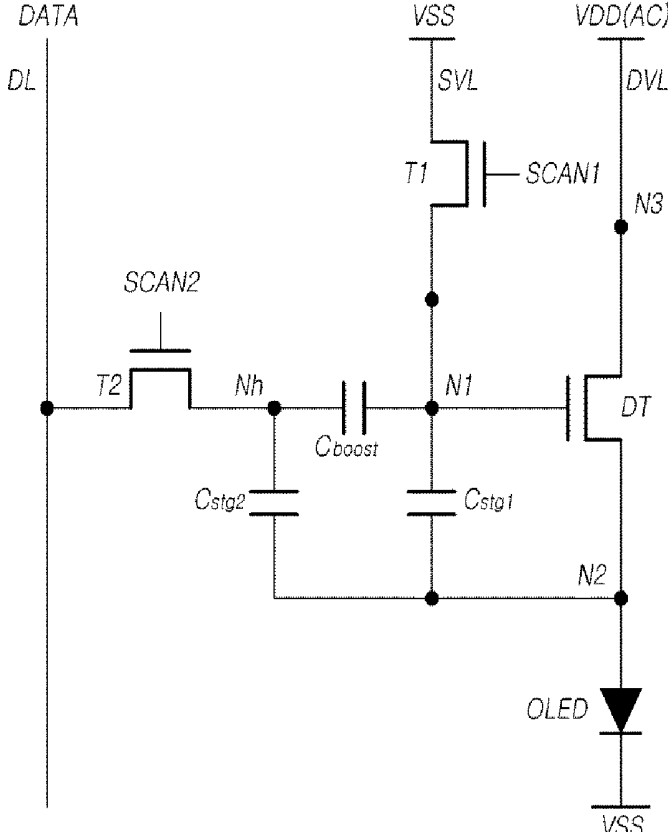 DATA VSS VDD(AC)
DL SVL DVL
T1 SCAN1
N3
SCAN2
T2 Nh N1 DT
Cboost
Cstg2 Cstg1
N2
OLED
VSS